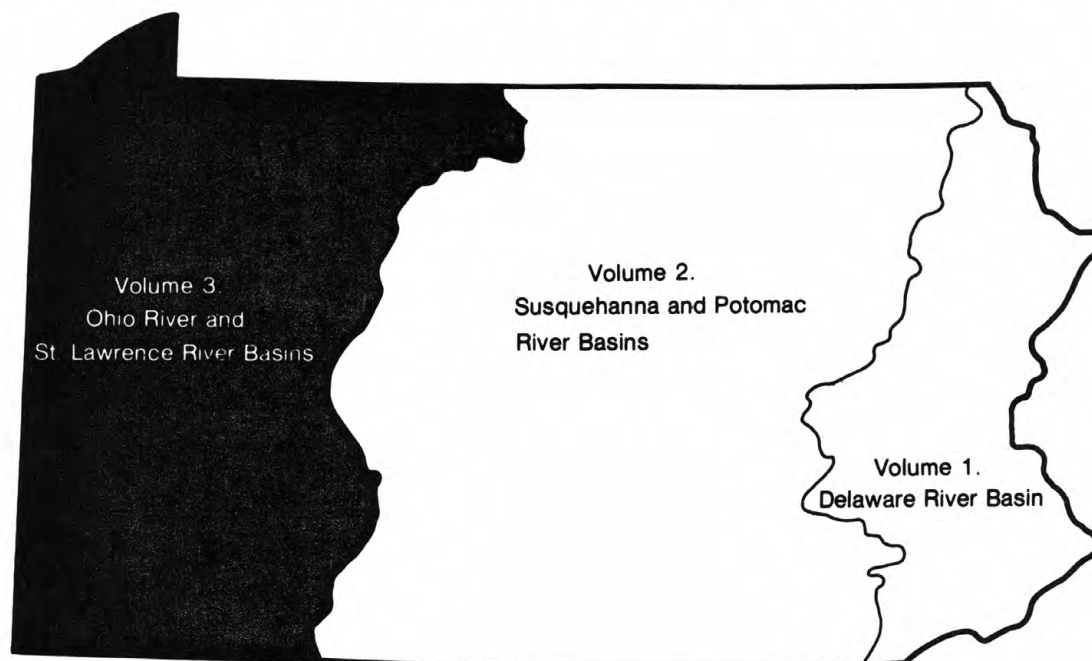 Volume 3.
Ohio River and
St. Lawrence River Basins
Volume 2.
Susquehanna and Potomac
River Basins
Volume 1.
Delaware River Basin